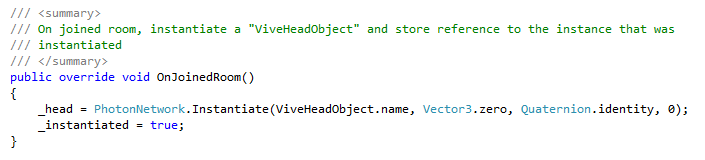 /// <summary>
/// On joined room, instantiate a "ViveHeadObject" and store reference to the instance that was
/// instantiated
/// </summary>
public override void OnJoinedRoom()
{
    _head = PhotonNetwork.Instantiate(ViveHeadObject.name, Vector3.zero, Quaternion.identity, 0);
    _instantiated = true;
}